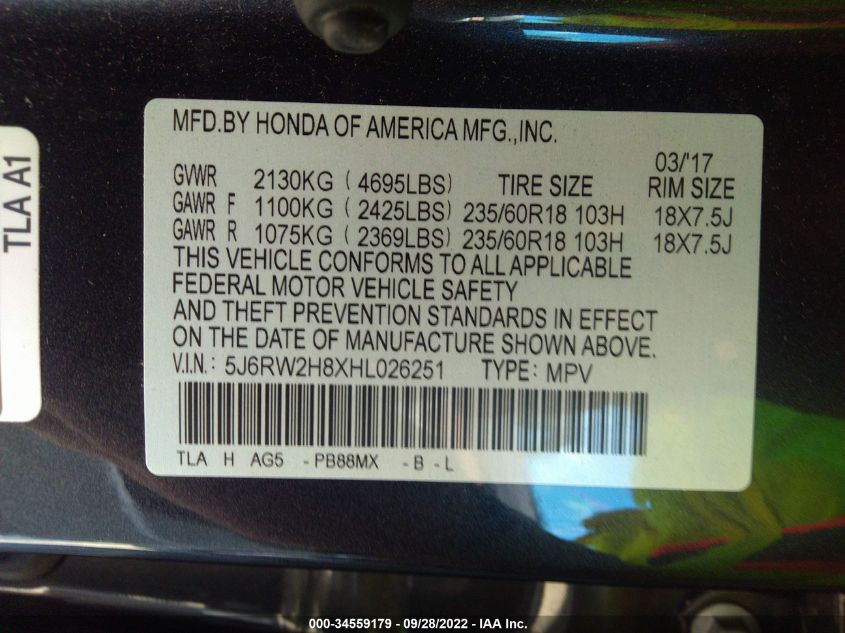 MFD.BY HONDA OF AMERICA MFG.,INC.
03/'17
GVWR 2130KG ( 4695LBS) TIRE SIZE RIM SIZE
GAWR F 1100KG ( 2425LBS) 235/60R18 103H 18X7.5J
GAWR R 1075KG ( 2369LBS) 235/60R18 103H 18X7.5J
THIS VEHICLE CONFORMS TO ALL APPLICABLE
FEDERAL MOTOR VEHICLE SAFETY
AND THEFT PREVENTION STANDARDS IN EFFECT
ON THE DATE OF MANUFACTURE SHOWN ABOVE.
V.I.N.: 5J6RW2H8XHL026251 TYPE: MPV
TLA H AG5 - PB88MX - B - L
TLA A1
000-34559179 - 09/28/2022 - IAA Inc.